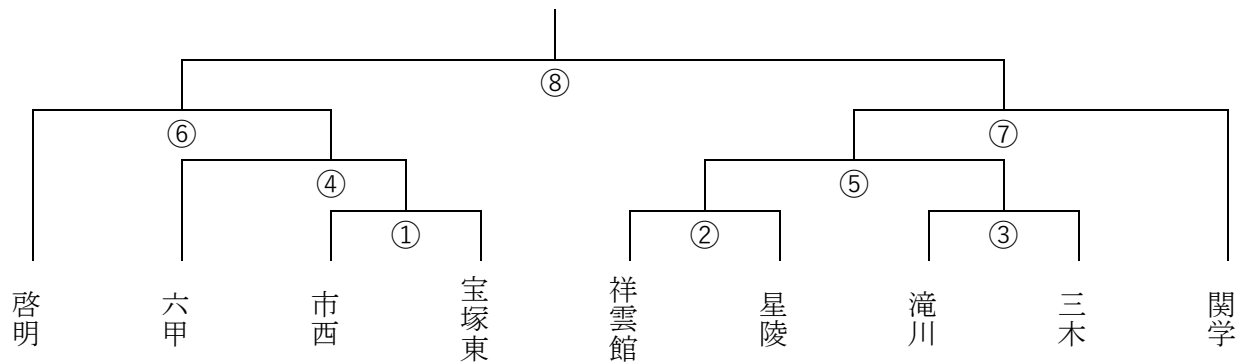 ⑧
⑥
⑦
④
⑤
①
②
③
啓明
六甲
市西
宝塚東
祥雲館
星陵
滝川
三木
関学